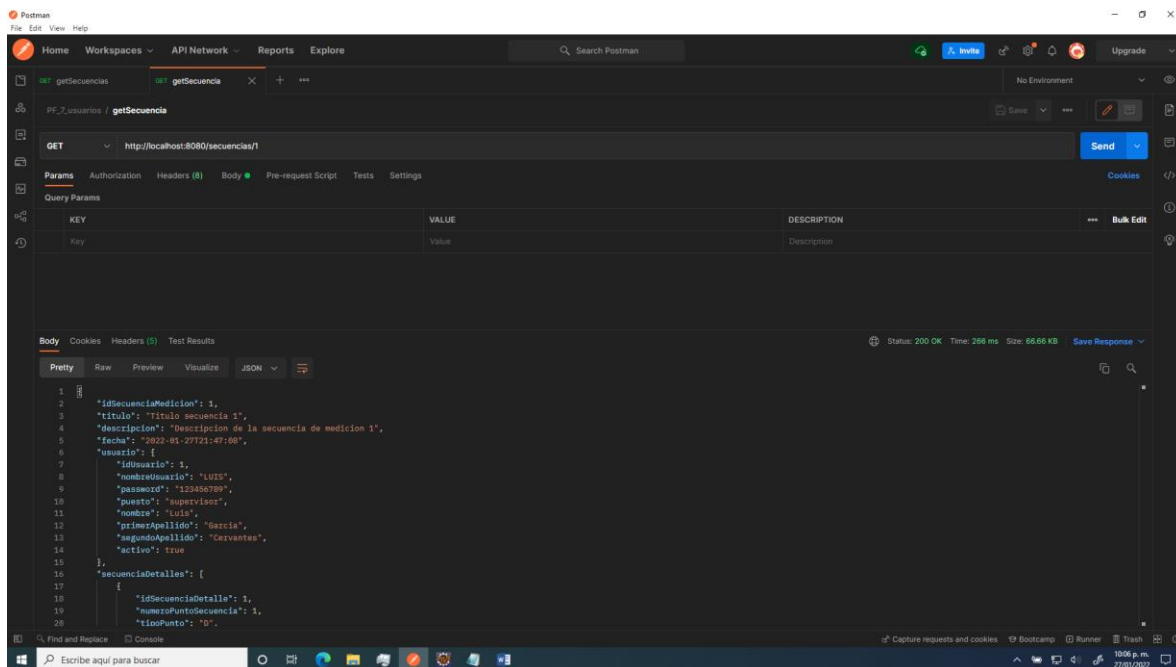 Postman
File Edit View Help
Home Workspaces API Network Reports Explore Search Postman Invite Upgrade
GET getSecuencias GET getSecuencia No Environment
PF_7_usuarios / getSecuencia Save
GET http://localhost:8080/secuencias/1 Send
Params Authorization Headers (8) Body Pre-request Script Tests Settings Cookies
Query Params
KEY VALUE DESCRIPTION Bulk Edit
Key Value Description
Body Cookies Headers (5) Test Results Status: 200 OK Time: 266 ms Size: 66.66 KB Save Response
Pretty Raw Preview Visualize JSON
1 {
2 "idSecuenciaMedicion": 1,
3 "titulo": "Titulo secuencia 1",
4 "descripcion": "Descripcion de la secuencia de medicion 1",
5 "fecha": "2022-01-27T21:47:08",
6 "usuario": {
7 "idUsuario": 1,
8 "nombreUsuario": "LUIS",
9 "password": "123456789",
10 "puesto": "supervisor",
11 "nombre": "Luis",
12 "primerApellido": "Garcia",
13 "segundoApellido": "Cervantes",
14 "activo": true
15 },
16 "secuenciaDetalles": [
17 {
18 "idSecuenciaDetalle": 1,
19 "numeroPuntoSecuencia": 1,
20 "tipoPunto": "D",
Find and Replace Console Capture requests and cookies Bootcamp Runner Trash
Escribe aquí para buscar 10:06 p. m.
27/01/2022